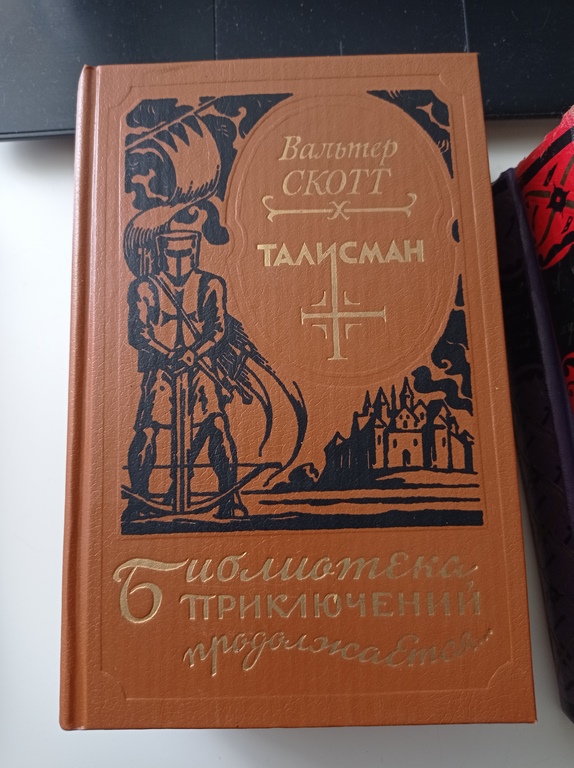 Вальтер
СКОТТ
ТАЛИСМАН
Библиотека
ПРИКЛЮЧЕНИЙ
продолжается...